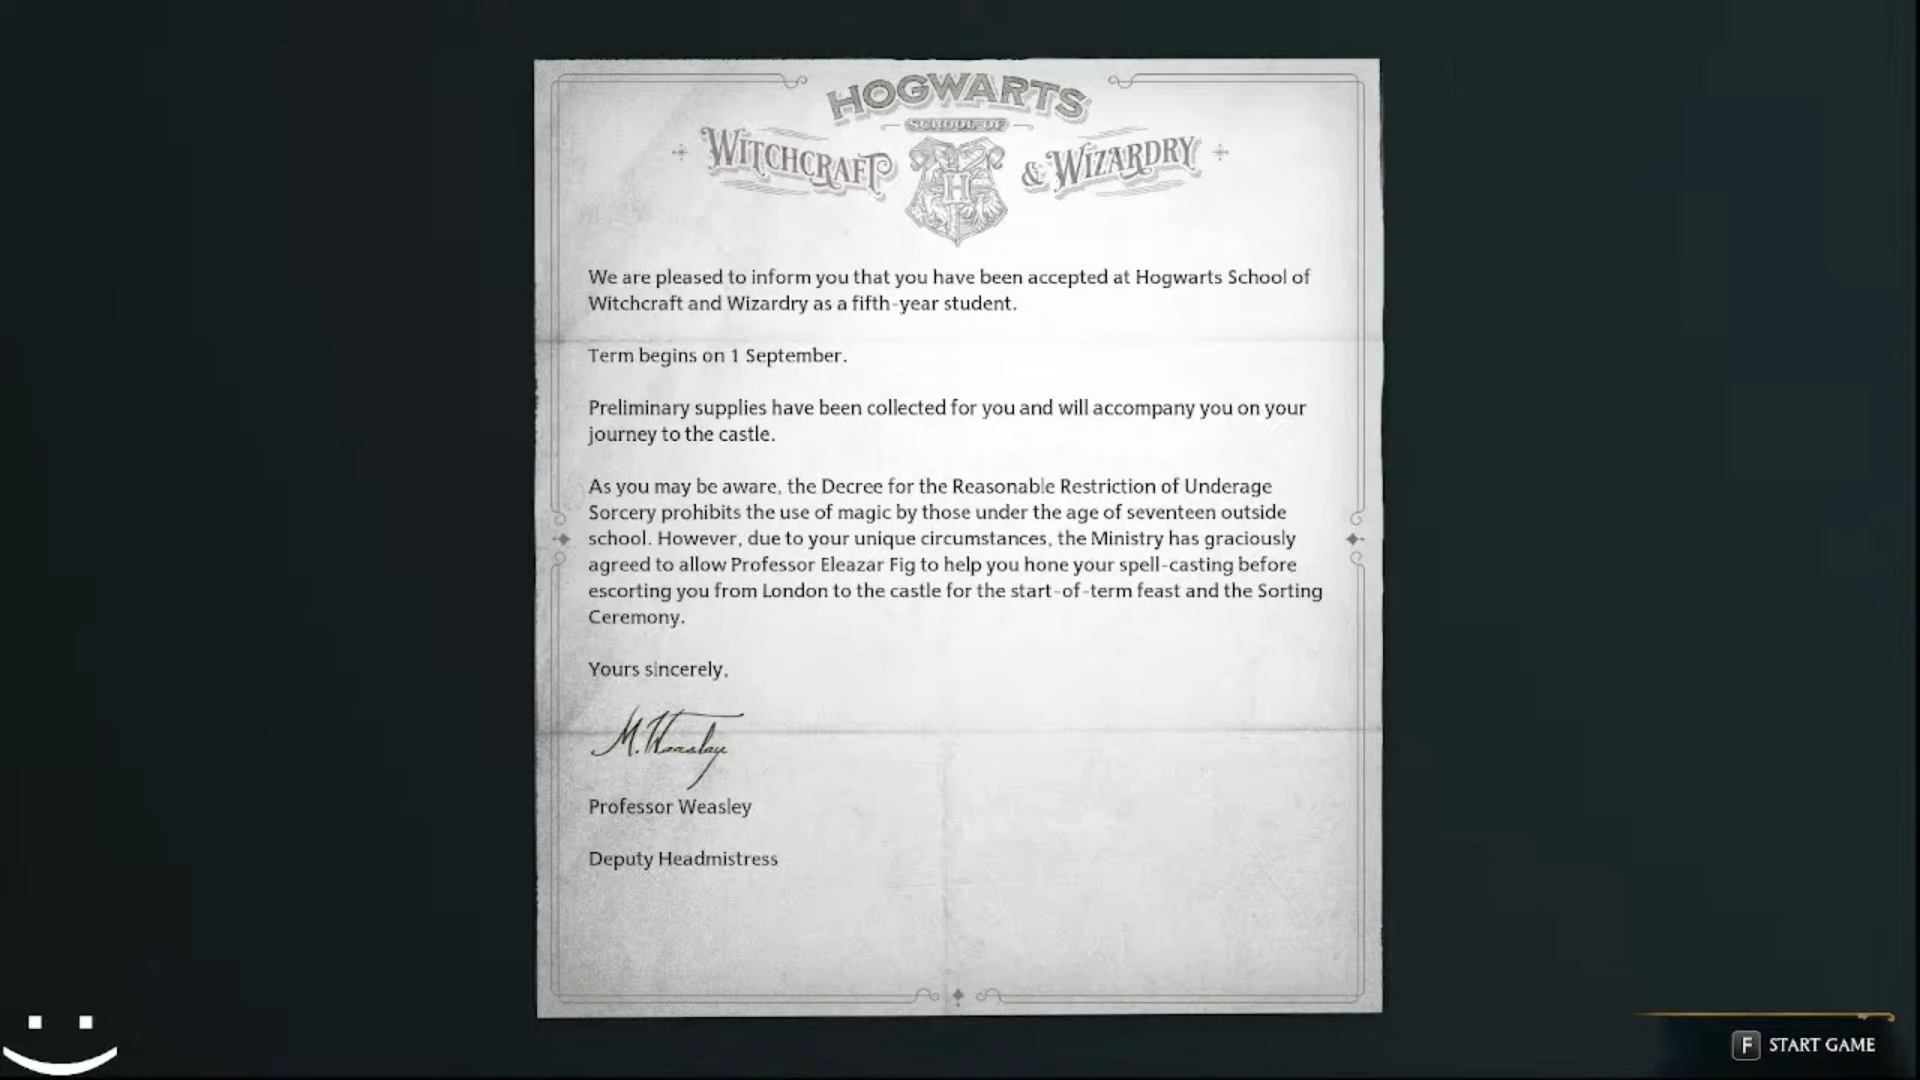 HOGWARTS
SCHOOL OF
WITCHCRAFT & WIZARDRY
H
We are pleased to inform you that you have been accepted at Hogwarts School of
Witchcraft and Wizardry as a fifth-year student.
Term begins on 1 September.
Preliminary supplies have been collected for you and will accompany you on your
journey to the castle.
As you may be aware, the Decree for the Reasonable Restriction of Underage
Sorcery prohibits the use of magic by those under the age of seventeen outside
school. However, due to your unique circumstances, the Ministry has graciously
agreed to allow Professor Eleazar Fig to help you hone your spell-casting before
escorting you from London to the castle for the start-of-term feast and the Sorting
Ceremony.
Yours sincerely,
M. Weasley
Professor Weasley
Deputy Headmistress
F START GAME